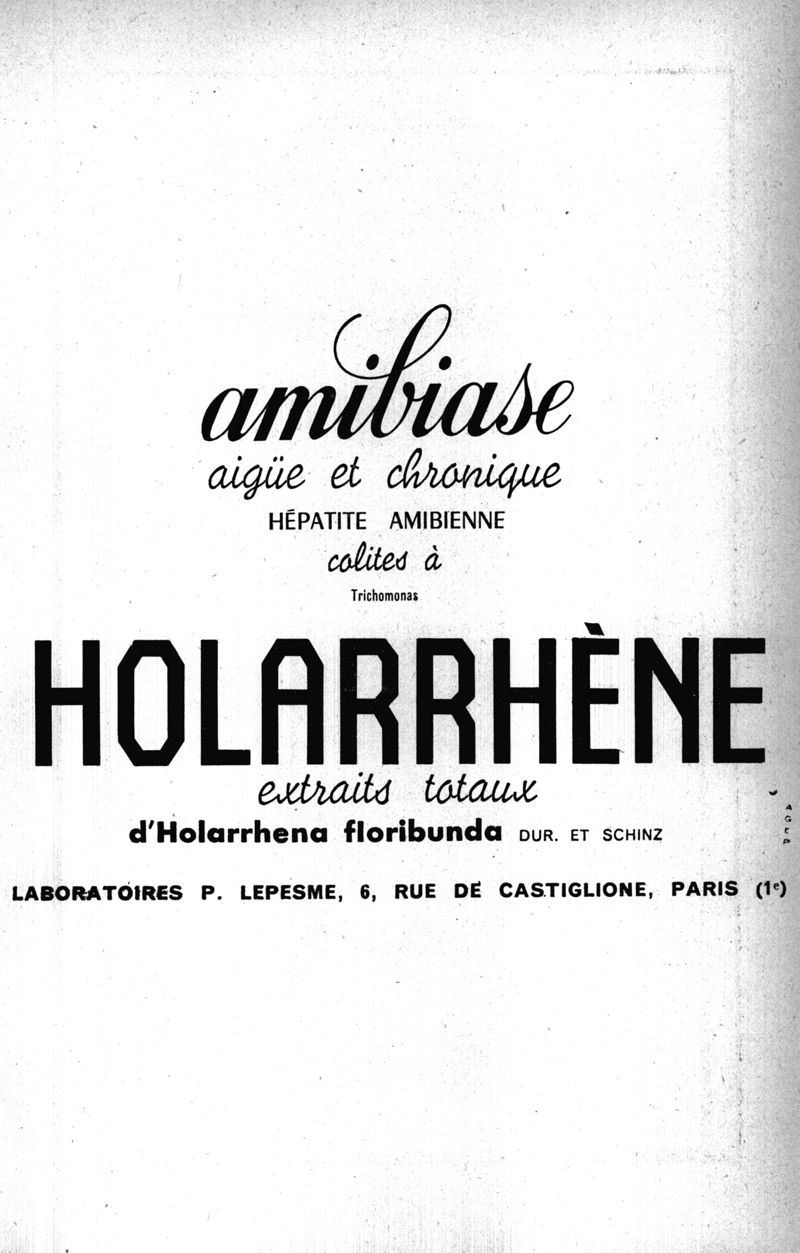 amibiase
aigüe et chronique
HÉPATITE AMIBIENNE
colites à
Trichomonas
HOLARRHÈNE
extraits totaux
d'Holarrhena floribunda DUR. ET SCHINZ
AGEP
LABORATOIRES P. LEPESME, 6, RUE DE CASTIGLIONE, PARIS (1e)